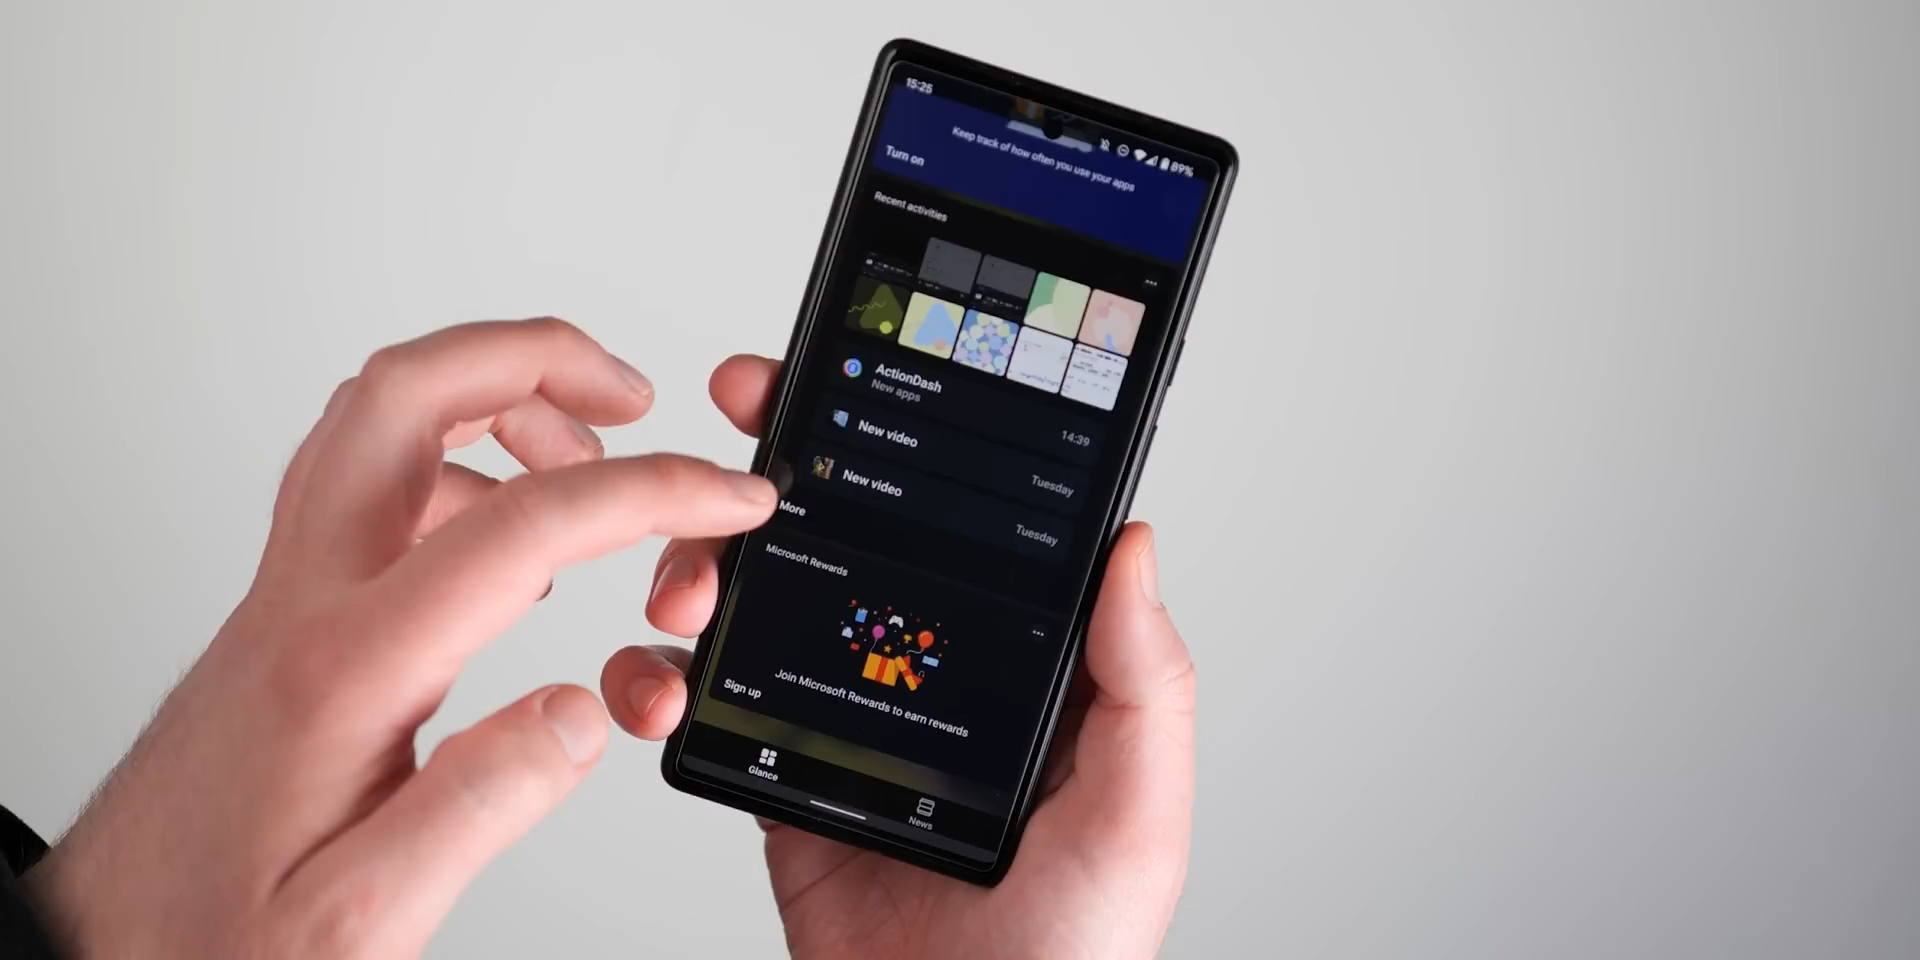 15:25
89%
Keep track of how often you use your apps
Turn on
Recent activities
ActionDash
New apps
14:39
New video
Tuesday
New video
Tuesday
More
Microsoft Rewards
Join Microsoft Rewards to earn rewards
Sign up
Glance
News